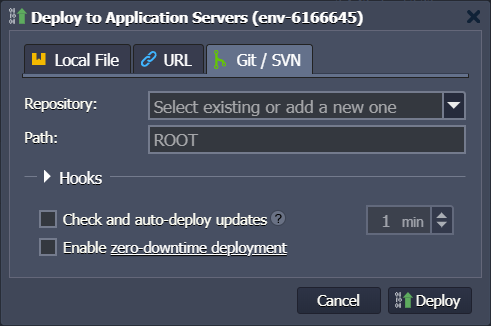 Deploy to Application Servers (env-6166645)
Local File URL Git / SVN
Repository: Select existing or add a new one
Path: ROOT
Hooks
Check and auto-deploy updates ? 1 min
Enable zero-downtime deployment
Cancel Deploy